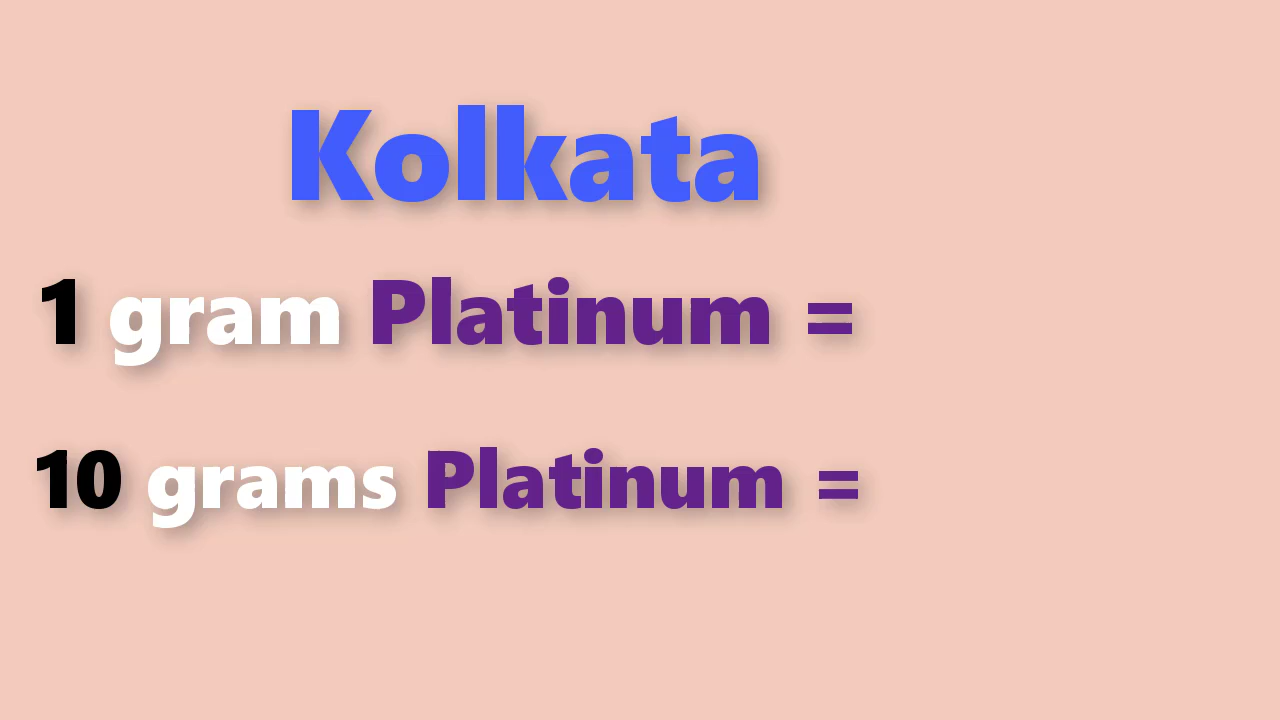 Kolkata
1 gram Platinum =
10 grams Platinum =